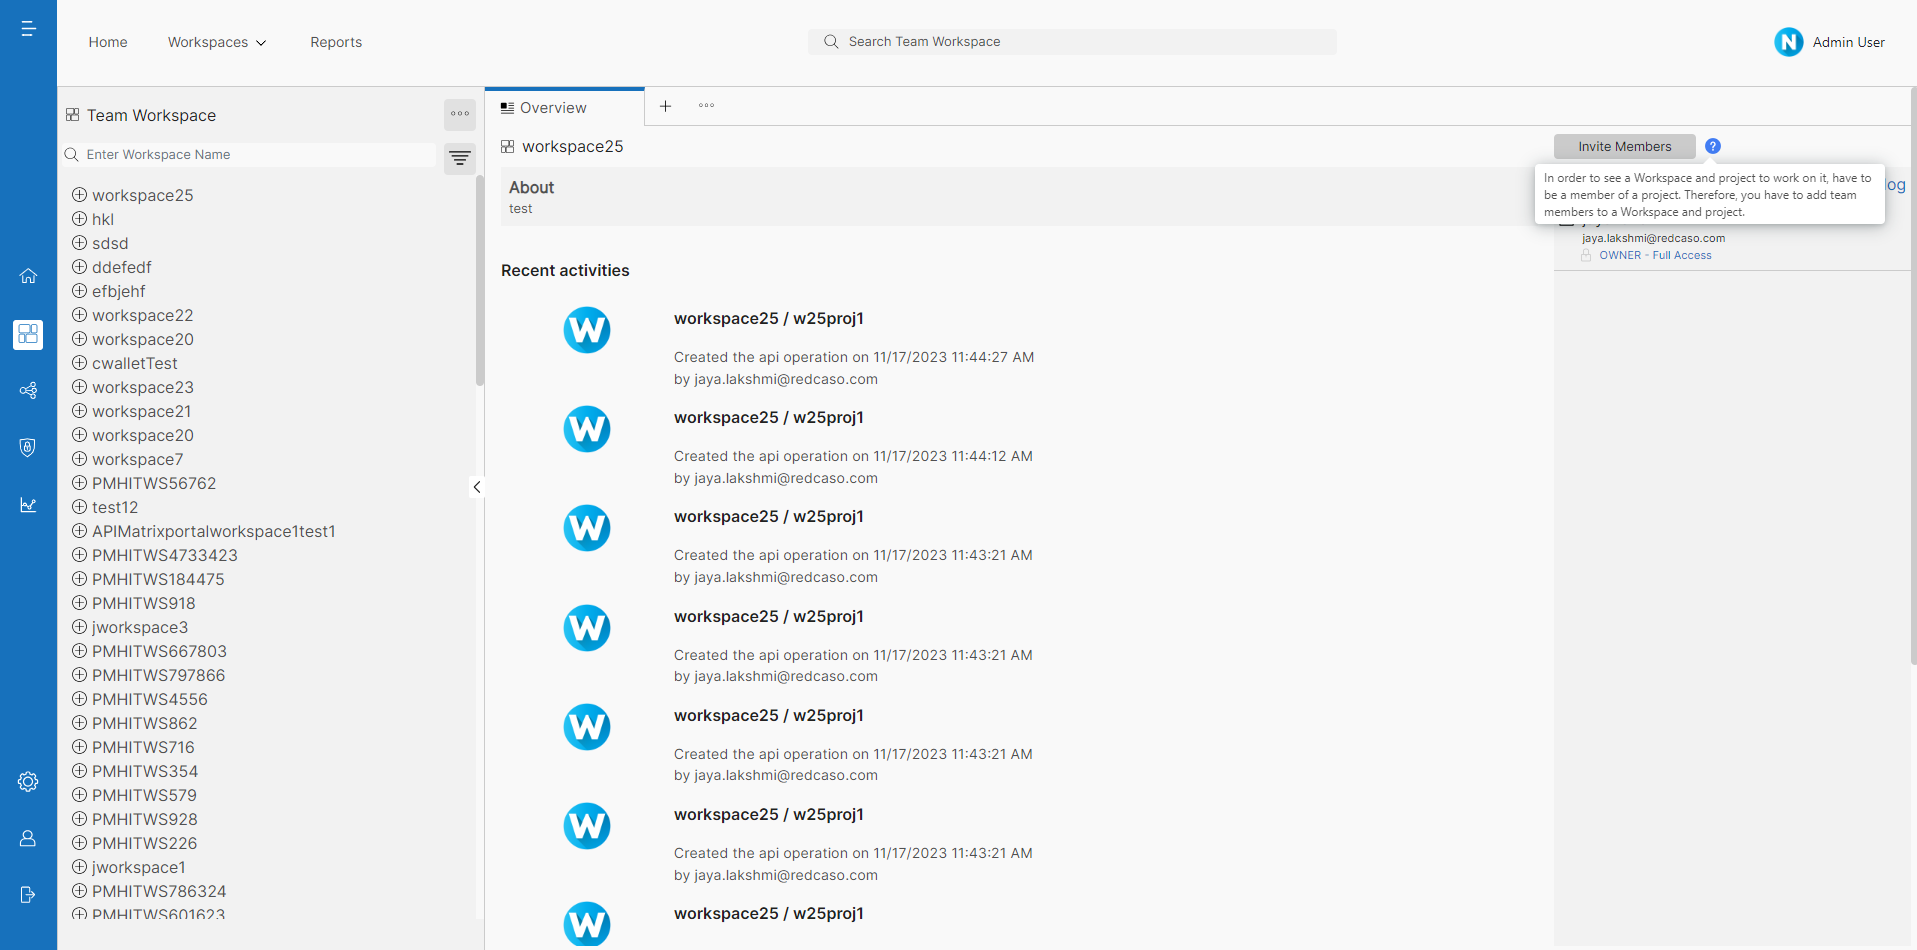 Home
Workspaces
Reports
Search Team Workspace
N
Admin User
Team Workspace
Enter Workspace Name
workspace25
hkl
sdsd
ddefedf
efbjehf
workspace22
workspace20
cwalletTest
workspace23
workspace21
workspace20
workspace7
PMHITWS56762
test12
APIMatrixportalworkspace1test1
PMHITWS4733423
PMHITWS184475
PMHITWS918
jworkspace3
PMHITWS667803
PMHITWS797866
PMHITWS4556
PMHITWS862
PMHITWS716
PMHITWS354
PMHITWS579
PMHITWS928
PMHITWS226
jworkspace1
PMHITWS786324
PMHITWS601623
Overview
workspace25
About
test
Recent activities
W
workspace25 / w25proj1
Created the api operation on 11/17/2023 11:44:27 AM
by jaya.lakshmi@redcaso.com
W
workspace25 / w25proj1
Created the api operation on 11/17/2023 11:44:12 AM
by jaya.lakshmi@redcaso.com
W
workspace25 / w25proj1
Created the api operation on 11/17/2023 11:43:21 AM
by jaya.lakshmi@redcaso.com
W
workspace25 / w25proj1
Created the api operation on 11/17/2023 11:43:21 AM
by jaya.lakshmi@redcaso.com
W
workspace25 / w25proj1
Created the api operation on 11/17/2023 11:43:21 AM
by jaya.lakshmi@redcaso.com
W
workspace25 / w25proj1
Created the api operation on 11/17/2023 11:43:21 AM
by jaya.lakshmi@redcaso.com
W
workspace25 / w25proj1
Invite Members
?
In order to see a Workspace and project to work on it, have to
be a member of a project. Therefore, you have to add team
members to a Workspace and project.
jaya.lakshmi@redcaso.com
OWNER - Full Access